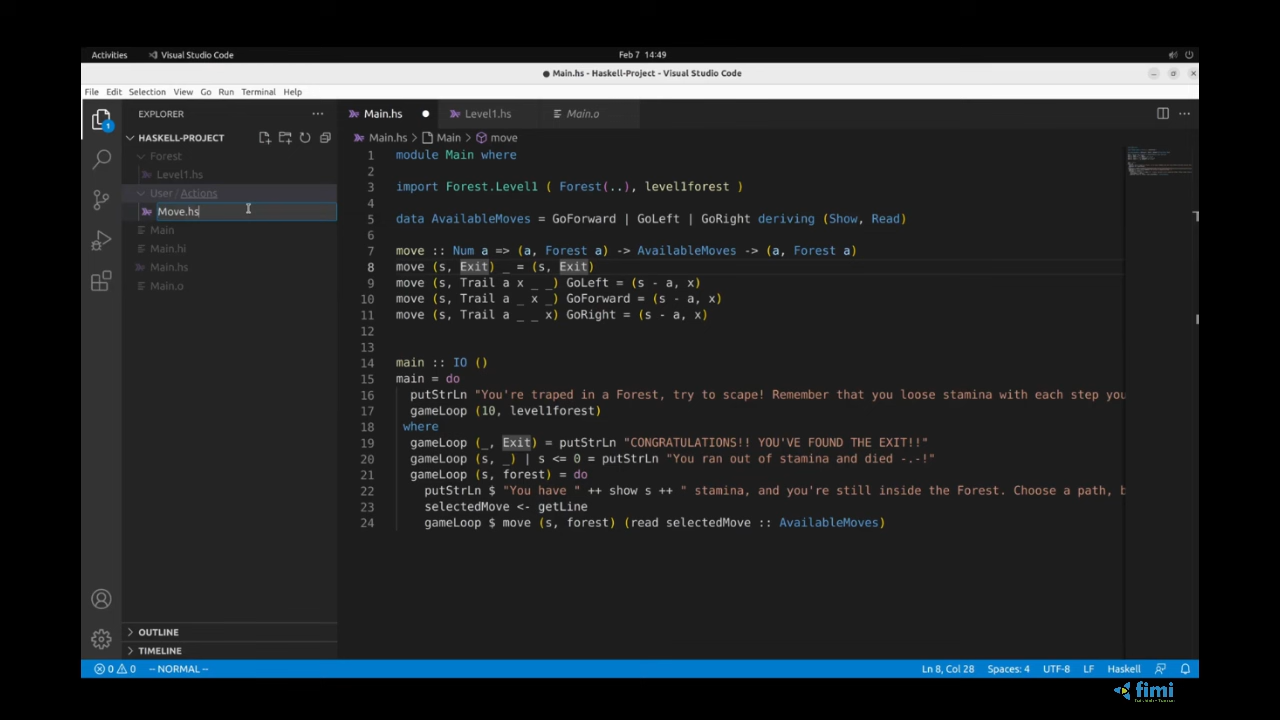 Activities
Visual Studio Code
Feb 7 14:49
● Main.hs - Haskell-Project - Visual Studio Code
File Edit Selection View Go Run Terminal Help
1
EXPLORER
HASKELL-PROJECT
Forest
Level1.hs
User / Actions
Move.hs
Main
Main.hi
Main.hs
Main.o
OUTLINE
TIMELINE
Main.hs
Level1.hs
Main.o
Main.hs > Main > move
1 module Main where
2
3 import Forest.Level1 ( Forest(..), level1forest )
4
5 data AvailableMoves = GoForward | GoLeft | GoRight deriving (Show, Read)
6
7 move :: Num a => (a, Forest a) -> AvailableMoves -> (a, Forest a)
8 move (s, Exit) _ = (s, Exit)
9 move (s, Trail a x _ _) GoLeft = (s - a, x)
10 move (s, Trail a _ x _) GoForward = (s - a, x)
11 move (s, Trail a _ _ x) GoRight = (s - a, x)
12
13
14 main :: IO ()
15 main = do
16 putStrLn "You're traped in a Forest, try to scape! Remember that you loose stamina with each step you
17 gameLoop (10, level1forest)
18 where
19 gameLoop (_, Exit) = putStrLn "CONGRATULATIONS!! YOU'VE FOUND THE EXIT!!"
20 gameLoop (s, _) | s <= 0 = putStrLn "You ran out of stamina and died -.-!"
21 gameLoop (s, forest) = do
22 putStrLn $ "You have " ++ show s ++ " stamina, and you're still inside the Forest. Choose a path, b
23 selectedMove <- getLine
24 gameLoop $ move (s, forest) (read selectedMove :: AvailableMoves)
0 0 -- NORMAL -- Ln 8, Col 28 Spaces: 4 UTF-8 LF Haskell
fimi